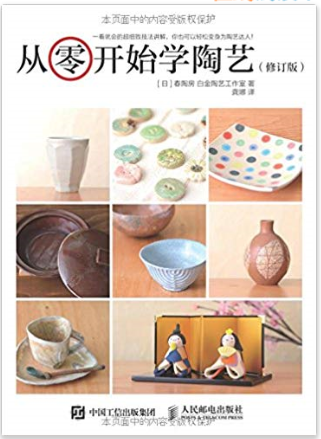 本页面中的内容受版权保护
一看就会的超细致技法讲解，你也可以轻松变身为陶艺达人！
从零开始学陶艺（修订版）
［日］春陶房 白金陶艺工作室 著
龚娜 译
中国工信出版集团
人民邮电出版社
POSTS & TELECOM PRESS
本页面中的内容受版权保护